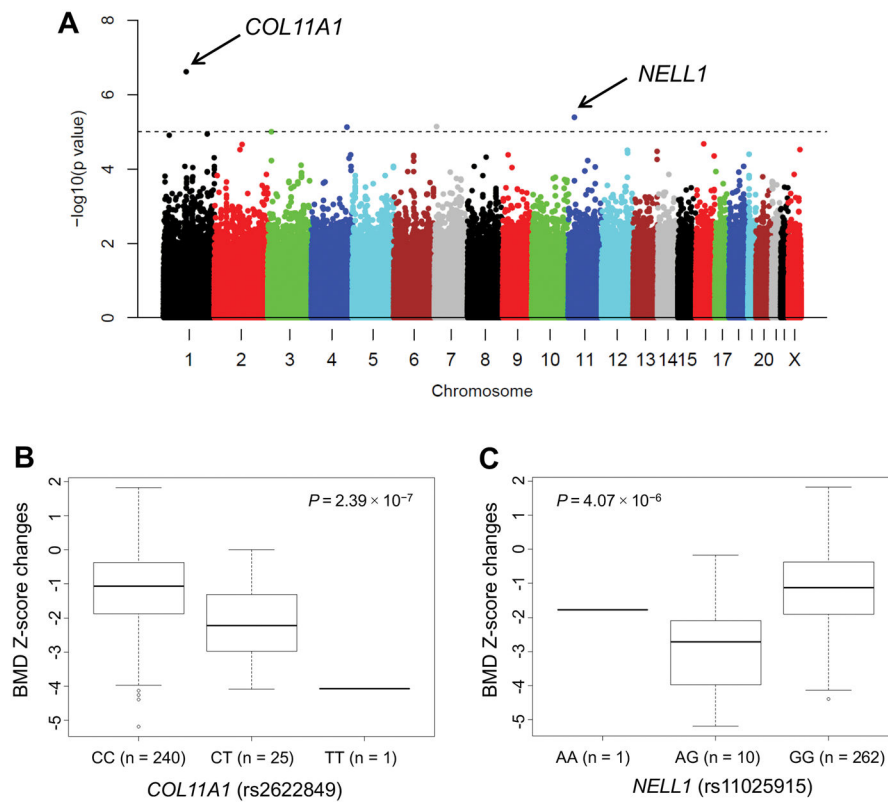 A
COL11A1
NELL1
8
6
4
2
0
−log10(p value)
1 2 3 4 5 6 7 8 9 10 11 12 13 14 15 17 20 X
Chromosome
B
P = 2.39 × 10⁻⁷
2
1
0
-1
-2
-3
-4
-5
BMD Z-score changes
CC (n = 240) CT (n = 25) TT (n = 1)
COL11A1 (rs2622849)
C
P = 4.07 × 10⁻⁶
2
1
0
-1
-2
-3
-4
-5
BMD Z-score changes
AA (n = 1) AG (n = 10) GG (n = 262)
NELL1 (rs11025915)